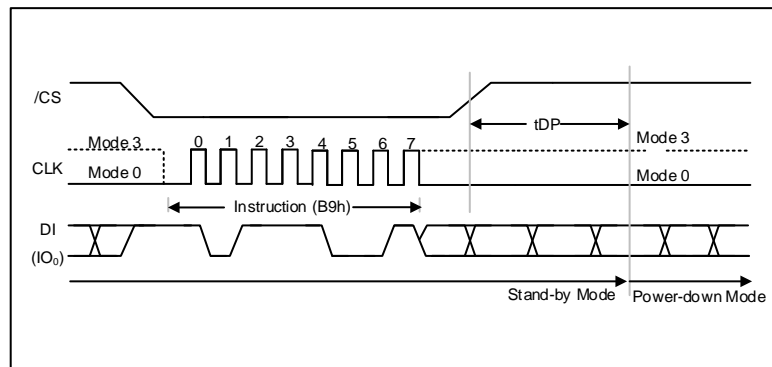 /CS
tDP
Mode 3
0 1 2 3 4 5 6 7
Mode 3
CLK
Mode 0
Mode 0
Instruction (B9h)
DI
(IO₀)
Stand-by Mode
Power-down Mode